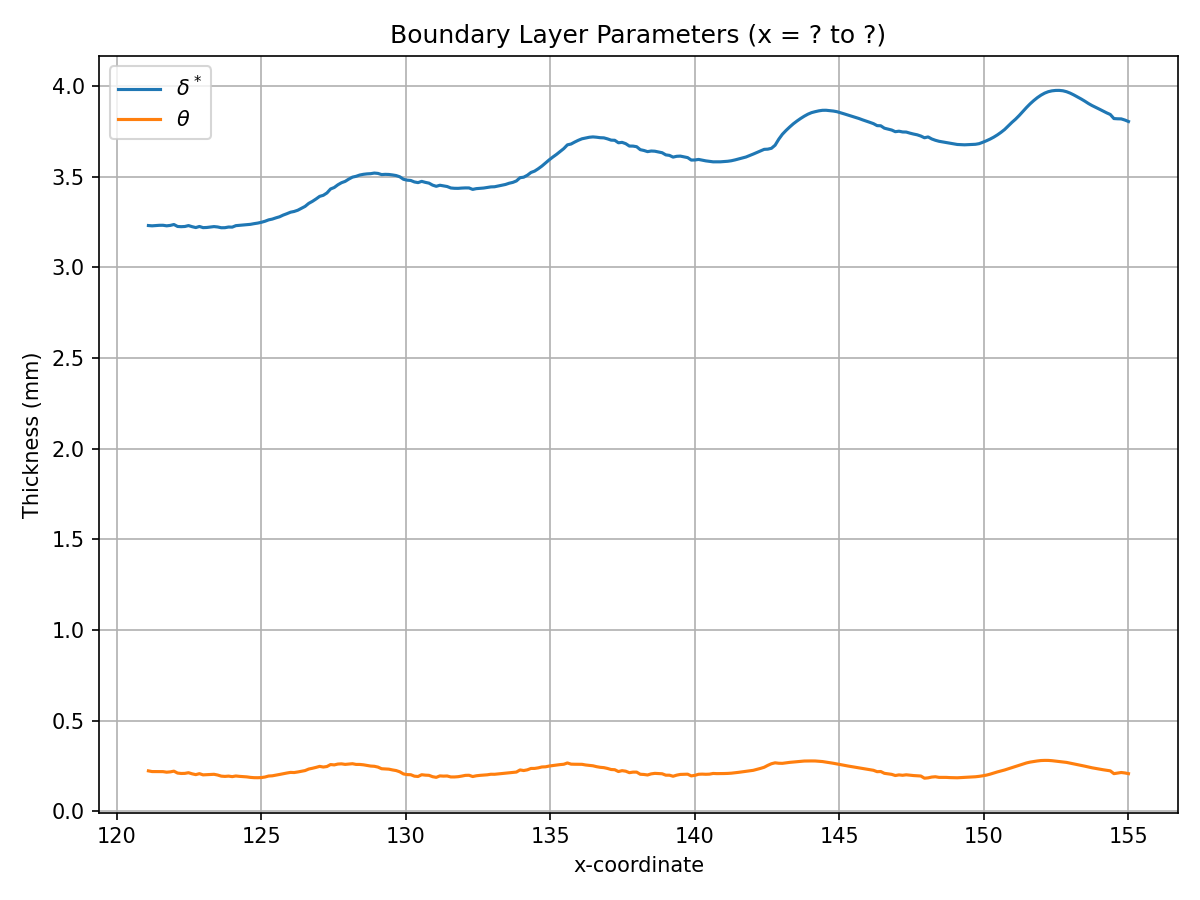 Boundary Layer Parameters (x = ? to ?)
δ*
θ
4.0
3.5
3.0
2.5
2.0
1.5
1.0
0.5
0.0
Thickness (mm)
120 125 130 135 140 145 150 155
x-coordinate